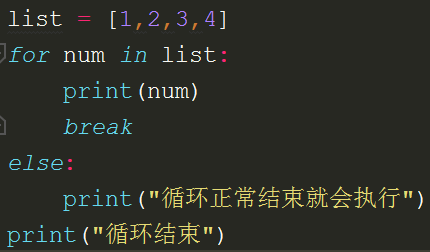 list = [1,2,3,4]
for num in list:
    print(num)
    break
else:
    print("循环正常结束就会执行")
print("循环结束")